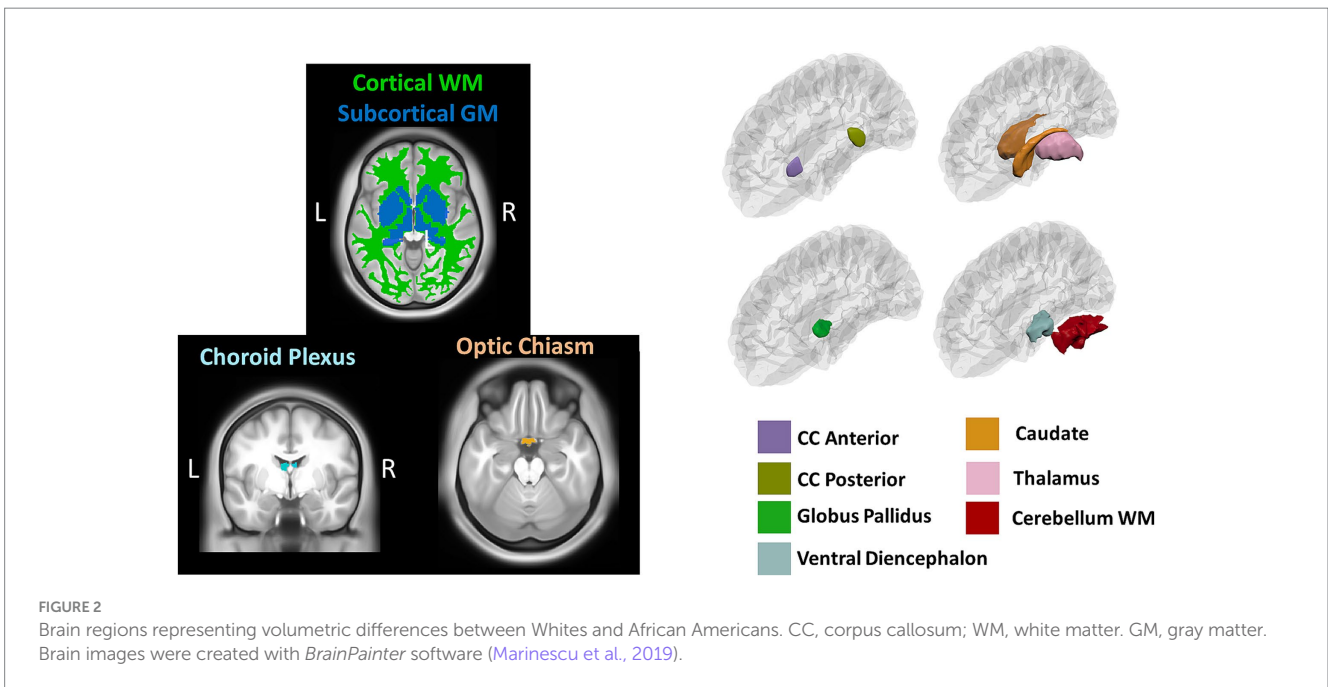 Cortical WM
Subcortical GM
L
R
Choroid Plexus
L
R
Optic Chiasm
CC Anterior
CC Posterior
Globus Pallidus
Ventral Diencephalon
Caudate
Thalamus
Cerebellum WM
FIGURE 2
Brain regions representing volumetric differences between Whites and African Americans. CC, corpus callosum; WM, white matter. GM, gray matter.
Brain images were created with BrainPainter software (Marinescu et al., 2019).